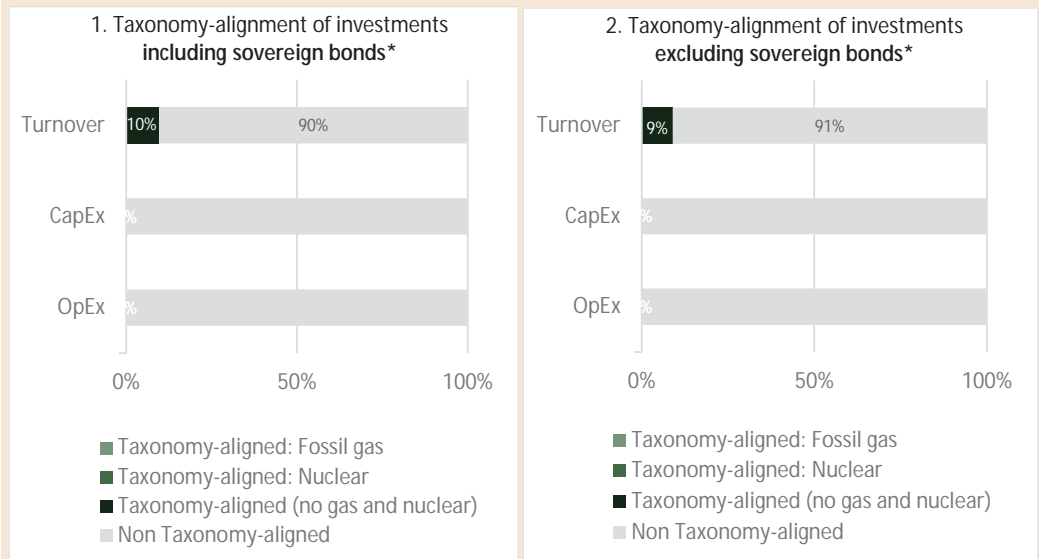 1. Taxonomy-alignment of investments
including sovereign bonds*
Turnover
10%
90%
CapEx
%
OpEx
%
0%
50%
100%
Taxonomy-aligned: Fossil gas
Taxonomy-aligned: Nuclear
Taxonomy-aligned (no gas and nuclear)
Non Taxonomy-aligned
2. Taxonomy-alignment of investments
excluding sovereign bonds*
Turnover
9%
91%
CapEx
%
OpEx
%
0%
50%
100%
Taxonomy-aligned: Fossil gas
Taxonomy-aligned: Nuclear
Taxonomy-aligned (no gas and nuclear)
Non Taxonomy-aligned